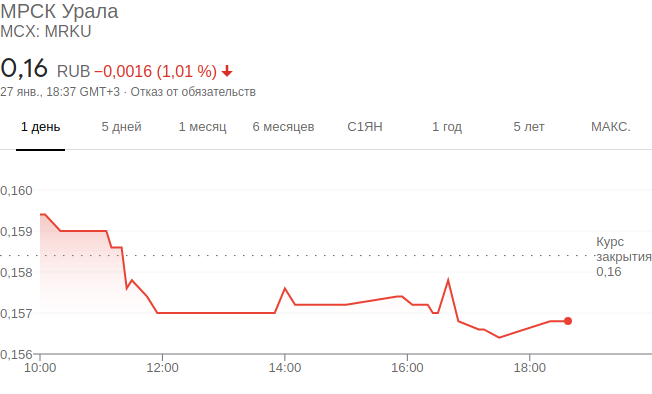 МРСК Урала
MCX: MRKU
0,16 RUB −0,0016 (1,01 %)
27 янв., 18:37 GMT+3 · Отказ от обязательств
1 день 5 дней 1 месяц 6 месяцев С1ЯН 1 год 5 лет МАКС.
0,160
0,159
Курс
закрытия
0,16
0,158
0,157
0,156
10:00 12:00 14:00 16:00 18:00